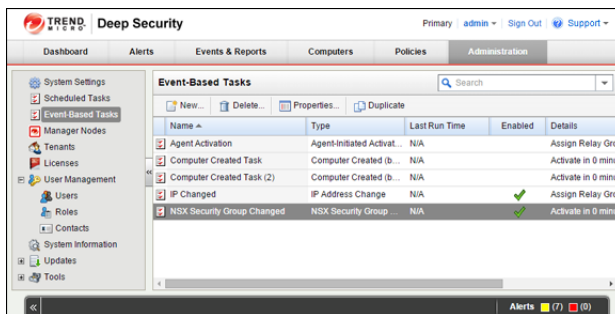 TREND MICRO Deep Security Primary admin Sign Out Support
Dashboard Alerts Events & Reports Computers Policies Administration
System Settings
Scheduled Tasks
Event-Based Tasks
Manager Nodes
Tenants
Licenses
User Management
Users
Roles
Contacts
System Information
Updates
Tools
Event-Based Tasks Search
New... Delete... Properties... Duplicate
Name Type Last Run Time Enabled Details
Agent Activation Agent-Initiated Activat... N/A Assign Relay Gro
Computer Created Task Computer Created (b... N/A Activate in 0 minu
Computer Created Task (2) Computer Created (b... N/A Activate in 0 minu
IP Changed IP Address Change N/A Assign Relay Gro
NSX Security Group Changed NSX Security Group ... N/A Activate in 0 minu
Alerts (7) (0)